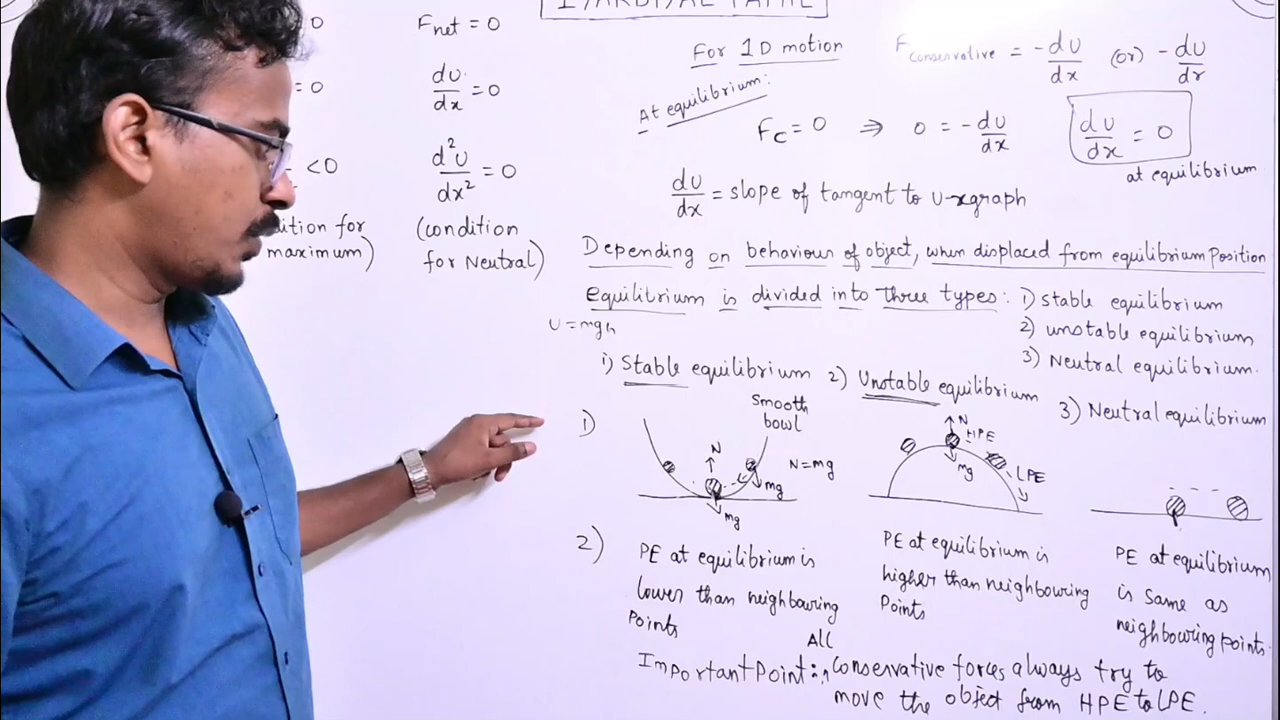 0
Fnet = 0
= 0
dU/dx = 0
<0
d²U/dx² = 0
(condition
for Neutral)
maximum)
For 1D motion
Fconservative = -dU/dx (or) -dU/dr
At equilibrium:
Fc = 0 ⇒ 0 = -dU/dx
dU/dx = 0
at equilibrium
dU/dx = slope of tangent to U-x graph
Depending on behaviour of object, when displaced from equilibrium Position
equilibrium is divided into Three types: 1) stable equilibrium
2) unstable equilibrium
3) Neutral equilibrium.
U = mgh
1) Stable equilibrium 2) Unstable equilibrium
3) Neutral equilibrium
1)
Smooth
bowl
N
N = mg
mg
mg
N
HPE
mg
LPE
2)
PE at equilibrium is
lower than neighbouring
Points
PE at equilibrium is
higher than neighbouring
Points
PE at equilibrium
is same as
neighbouring points.
All
Important Point:, conservative forces always try to
move the object from HPE to LPE.